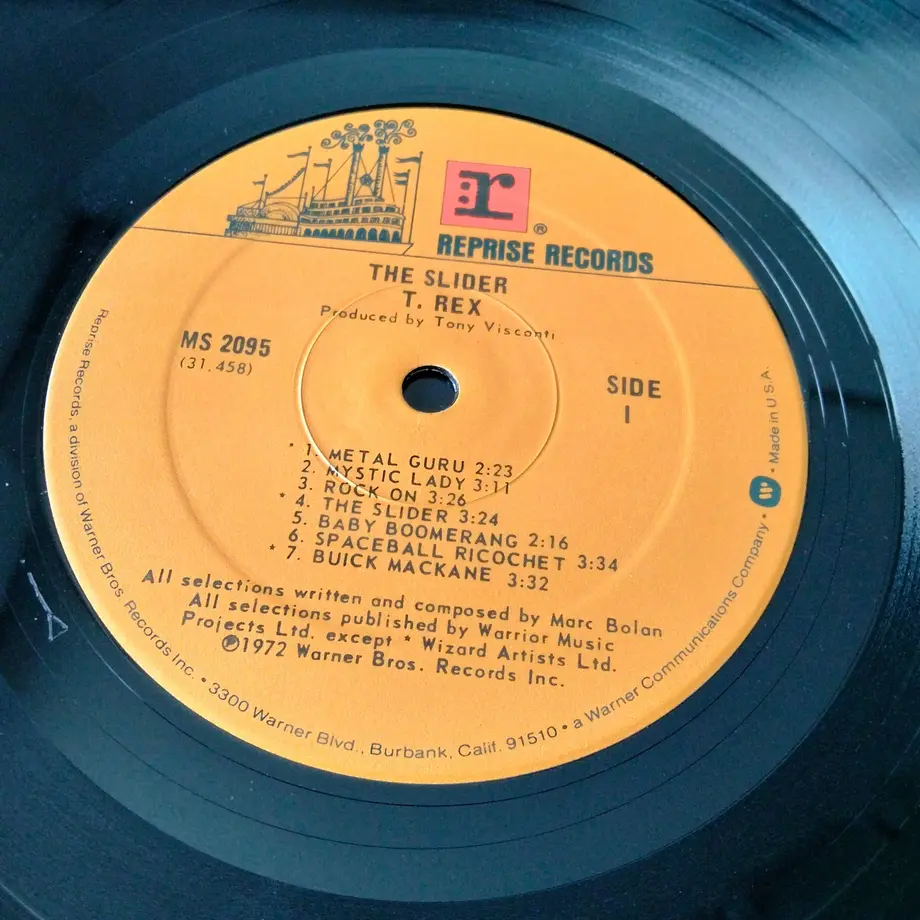 r
®
REPRISE RECORDS
THE SLIDER
T. REX
Produced by Tony Visconti
MS 2095
(31,458)
SIDE
1
* 1. METAL GURU 2:23
2. MYSTIC LADY 3:11
3. ROCK ON 3:26
* 4. THE SLIDER 3:24
5. BABY BOOMERANG 2:16
6. SPACEBALL RICOCHET 3:34
* 7. BUICK MACKANE 3:32
All selections written and composed by Marc Bolan
All selections published by Warrior Music
Projects Ltd. except * Wizard Artists Ltd.
℗1972 Warner Bros. Records Inc.
Reprise Records, a division of Warner Bros. Records Inc. • 3300 Warner Blvd., Burbank, Calif. 91510 • a Warner Communications Company • W • Made in U.S.A.